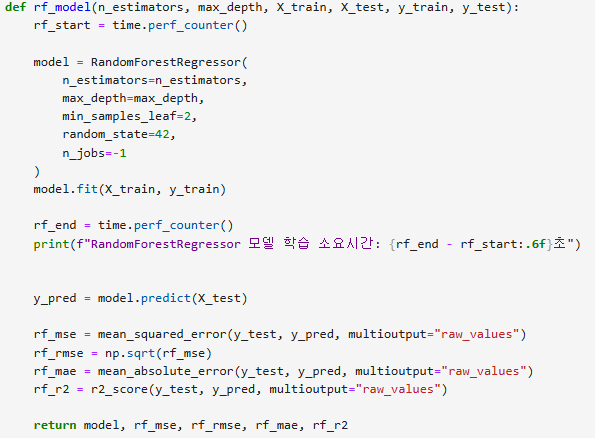 def rf_model(n_estimators, max_depth, X_train, X_test, y_train, y_test):
    rf_start = time.perf_counter()
    model = RandomForestRegressor(
        n_estimators=n_estimators,
        max_depth=max_depth,
        min_samples_leaf=2,
        random_state=42,
        n_jobs=-1
    )
    model.fit(X_train, y_train)
    rf_end = time.perf_counter()
    print(f"RandomForestRegressor 모델 학습 소요시간: {rf_end - rf_start:.6f}초")
    y_pred = model.predict(X_test)
    rf_mse = mean_squared_error(y_test, y_pred, multioutput="raw_values")
    rf_rmse = np.sqrt(rf_mse)
    rf_mae = mean_absolute_error(y_test, y_pred, multioutput="raw_values")
    rf_r2 = r2_score(y_test, y_pred, multioutput="raw_values")
    return model, rf_mse, rf_rmse, rf_mae, rf_r2